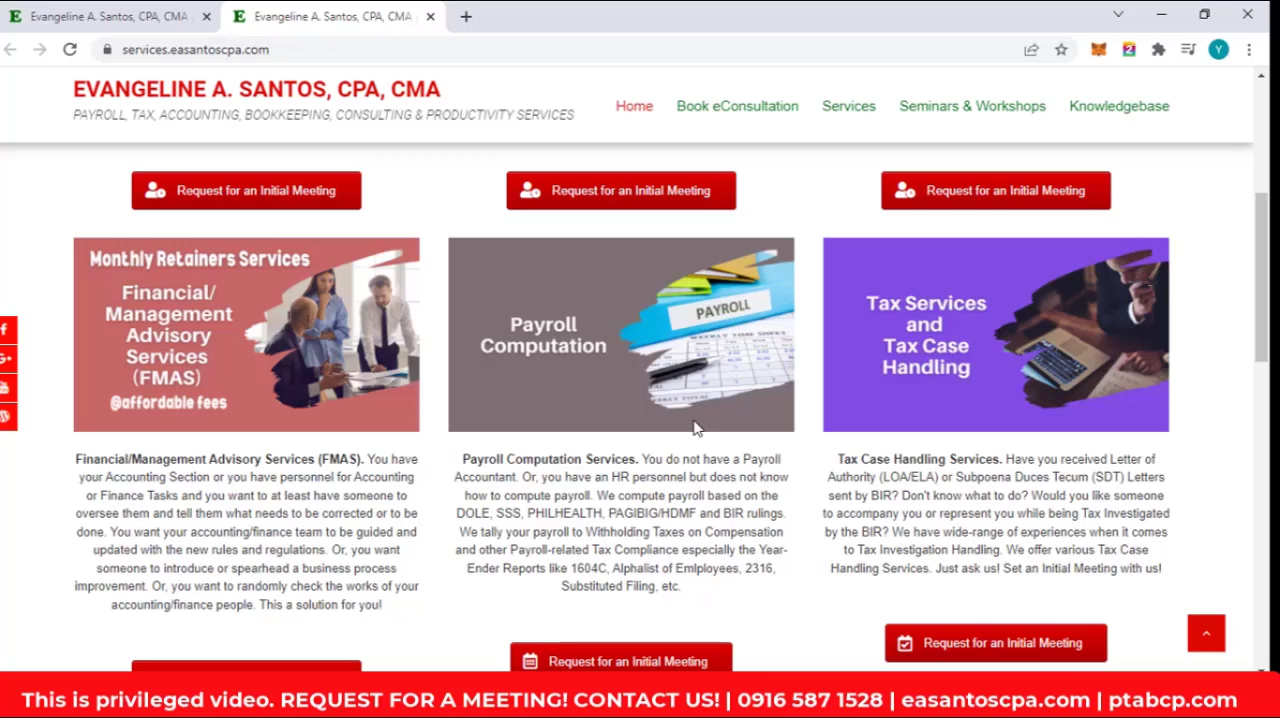 Evangeline A. Santos, CPA, CMA
Evangeline A. Santos, CPA, CMA
services.easantoscpa.com
2
Y
EVANGELINE A. SANTOS, CPA, CMA
PAYROLL, TAX, ACCOUNTING, BOOKKEEPING, CONSULTING & PRODUCTIVITY SERVICES
Home
Book eConsultation
Services
Seminars & Workshops
Knowledgebase
Request for an Initial Meeting
Request for an Initial Meeting
Request for an Initial Meeting
Monthly Retainers Services
Financial/
Management
Advisory
Services
(FMAS)
@affordable fees
Payroll
Computation
PAYROLL
WEEKLY TIME SHEET
Tax Services
and
Tax Case
Handling
Financial/Management Advisory Services (FMAS). You have
your Accounting Section or you have personnel for Accounting
or Finance Tasks and you want to at least have someone to
oversee them and tell them what needs to be corrected or to be
done. You want your accounting/finance team to be guided and
updated with the new rules and regulations. Or, you want
someone to introduce or spearhead a business process
improvement. Or, you want to randomly check the works of your
accounting/finance people. This a solution for you!
Payroll Computation Services. You do not have a Payroll
Accountant. Or, you have an HR personnel but does not know
how to compute payroll. We compute payroll based on the
DOLE, SSS, PHILHEALTH, PAGIBIG/HDMF and BIR rulings.
We tally your payroll to Withholding Taxes on Compensation
and other Payroll-related Tax Compliance especially the Year-
Ender Reports like 1604C, Alphalist of Emlployees, 2316,
Substituted Filing, etc.
Tax Case Handling Services. Have you received Letter of
Authority (LOA/ELA) or Subpoena Duces Tecum (SDT) Letters
sent by BIR? Don't know what to do? Would you like someone
to accompany you or represent you while being Tax Investigated
by the BIR? We have wide-range of experiences when it comes
to Tax Investigation Handling. We offer various Tax Case
Handling Services. Just ask us! Set an Initial Meeting with us!
Request for an Initial Meeting
Request for an Initial Meeting
This is privileged video. REQUEST FOR A MEETING! CONTACT US! | 0916 587 1528 | easantoscpa.com | ptabcp.com